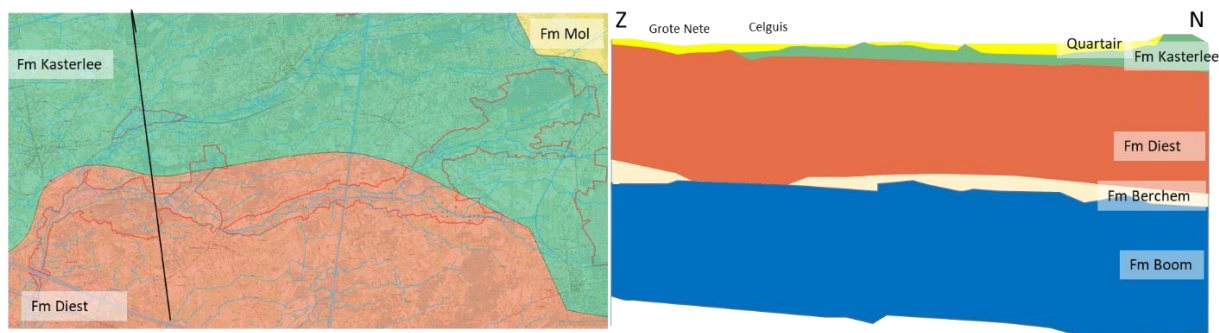 Fm Mol
Fm Kasterlee
Fm Diest
Z
Grote Nete
Celguis
N
Quartair
Fm Kasterlee
Fm Diest
Fm Berchem
Fm Boom